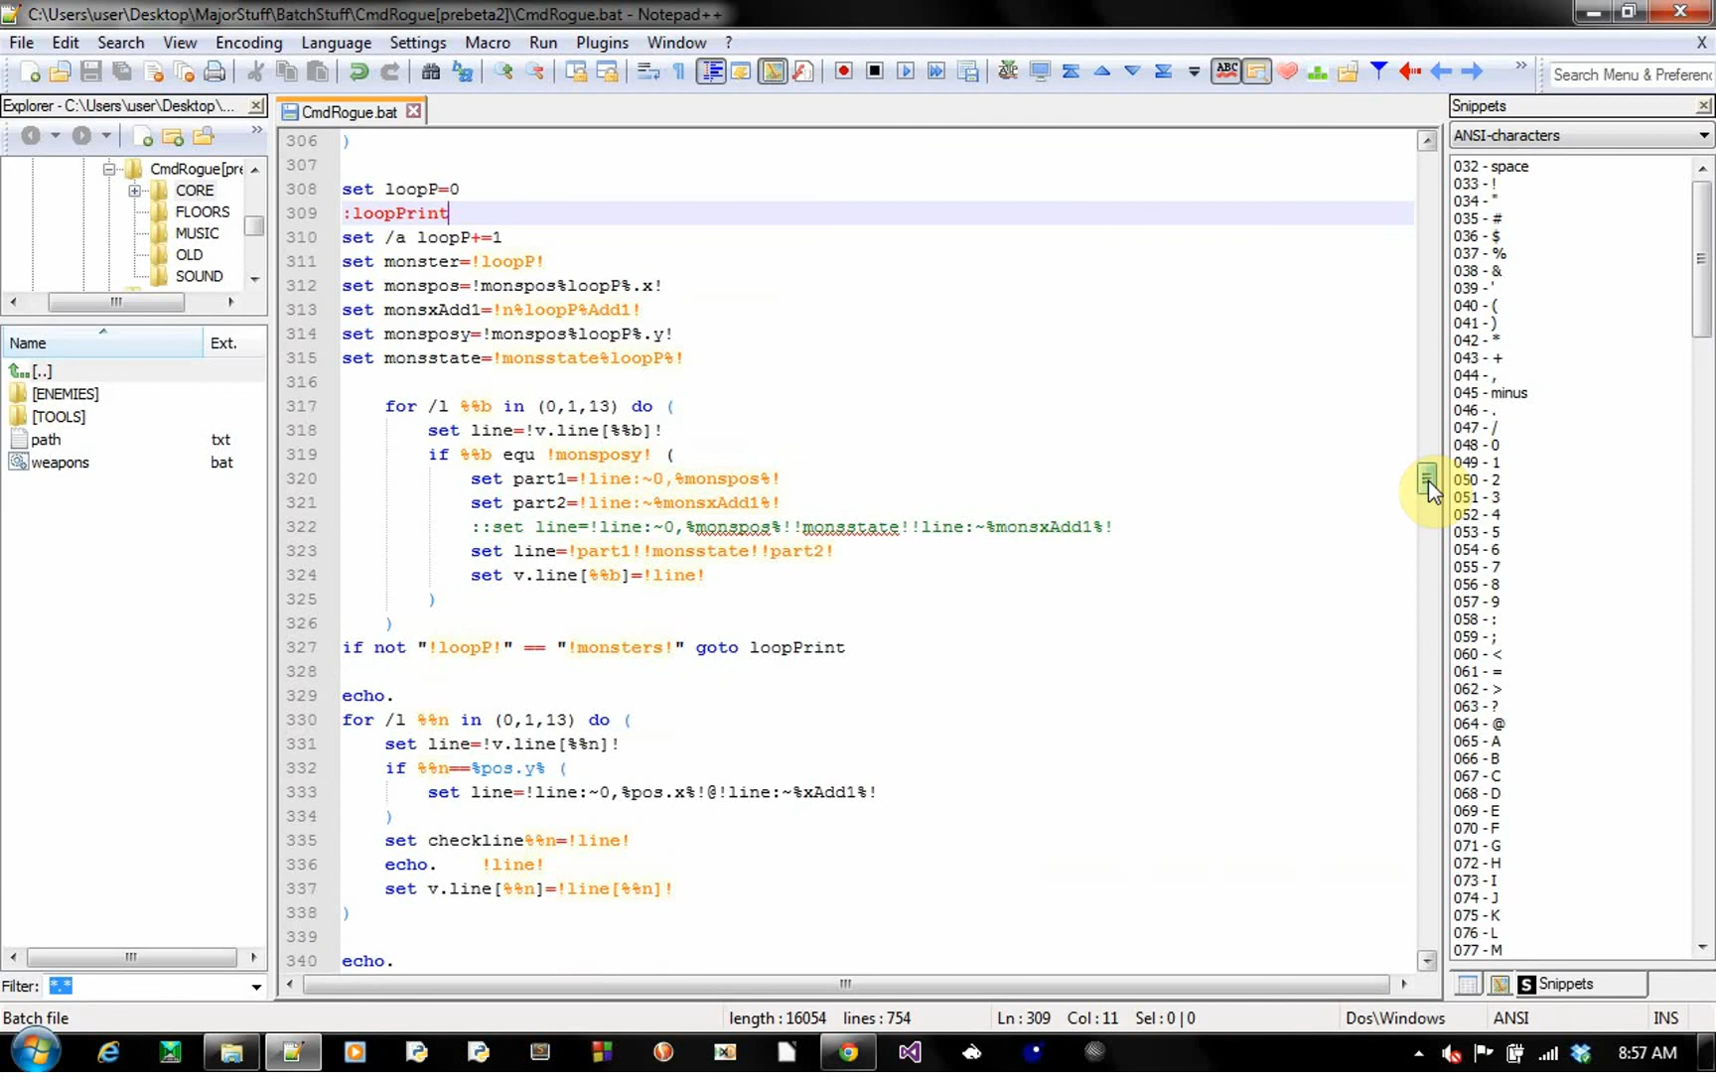 C:\Users\user\Desktop\MajorStuff\BatchStuff\CmdRogue[prebeta2]\CmdRogue.bat - Notepad++
File Edit Search View Encoding Language Settings Macro Run Plugins Window ? X
Search Menu & Preferenc
Explorer - C:\Users\user\Desktop\...
CmdRogue.bat
Snippets
ANSI-characters
CmdRogue[pre
CORE
FLOORS
MUSIC
OLD
SOUND
Name Ext.
[..]
[ENEMIES]
[TOOLS]
path txt
weapons bat
Filter: *.*
306 )
307
308 set loopP=0
309 :loopPrint
310 set /a loopP+=1
311 set monster=!loopP!
312 set monspos=!monspos%loopP%.x!
313 set monsxAdd1=!n%loopP%Add1!
314 set monsposy=!monspos%loopP%.y!
315 set monsstate=!monsstate%loopP%!
316
317 for /l %%b in (0,1,13) do (
318 set line=!v.line[%%b]!
319 if %%b equ !monsposy! (
320 set part1=!line:~0,%monspos%!
321 set part2=!line:~%monsxAdd1%!
322 ::set line=!line:~0,%monspos%!!monsstate!!line:~%monsxAdd1%!
323 set line=!part1!!monsstate!!part2!
324 set v.line[%%b]=!line!
325 )
326 )
327 if not "!loopP!" == "!monsters!" goto loopPrint
328
329 echo.
330 for /l %%n in (0,1,13) do (
331 set line=!v.line[%%n]!
332 if %%n==%pos.y% (
333 set line=!line:~0,%pos.x%!@!line:~%xAdd1%!
334 )
335 set checkline%%n=!line!
336 echo. !line!
337 set v.line[%%n]=!line[%%n]!
338 )
339
340 echo.
032 - space
033 - !
034 - "
035 - #
036 - $
037 - %
038 - &
039 - '
040 - (
041 - )
042 - *
043 - +
044 - ,
045 - minus
046 - .
047 - /
048 - 0
049 - 1
050 - 2
051 - 3
052 - 4
053 - 5
054 - 6
055 - 7
056 - 8
057 - 9
058 - :
059 - ;
060 - <
061 - =
062 - >
063 - ?
064 - @
065 - A
066 - B
067 - C
068 - D
069 - E
070 - F
071 - G
072 - H
073 - I
074 - J
075 - K
076 - L
077 - M
Snippets
Batch file length : 16054 lines : 754 Ln : 309 Col : 11 Sel : 0 | 0 Dos\Windows ANSI INS
8:57 AM